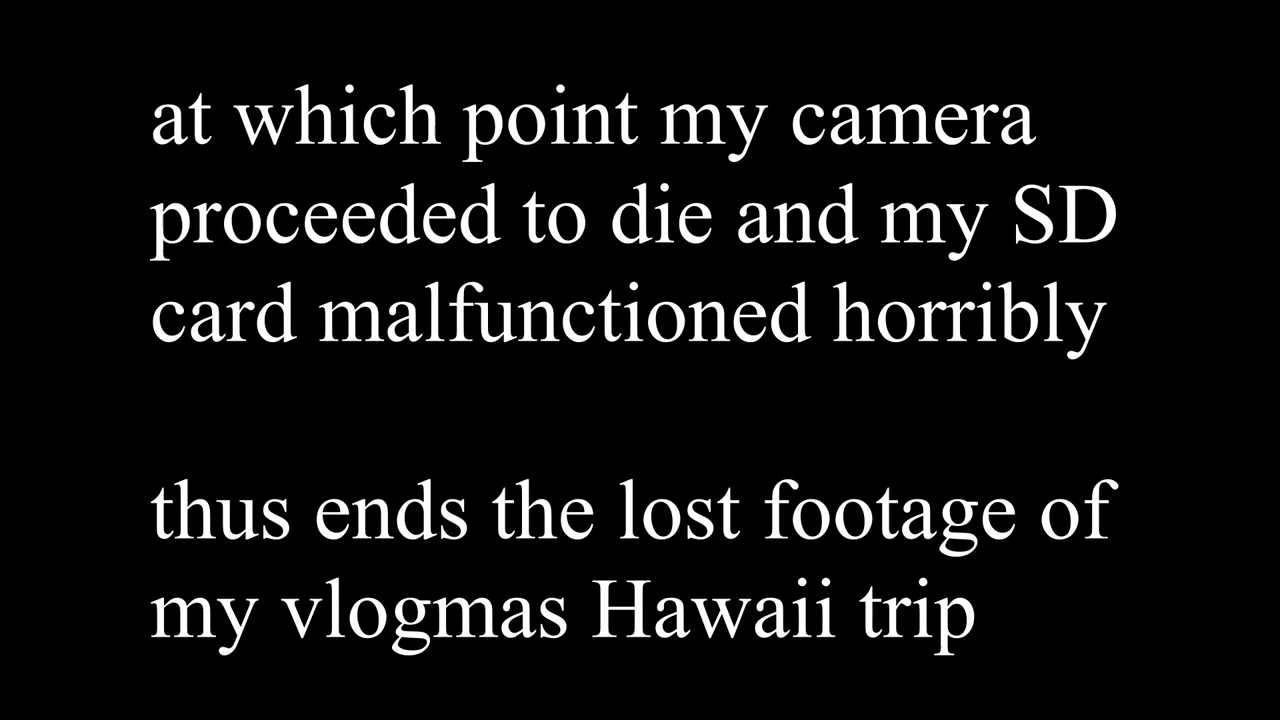 at which point my camera
proceeded to die and my SD
card malfunctioned horribly
thus ends the lost footage of
my vlogmas Hawaii trip